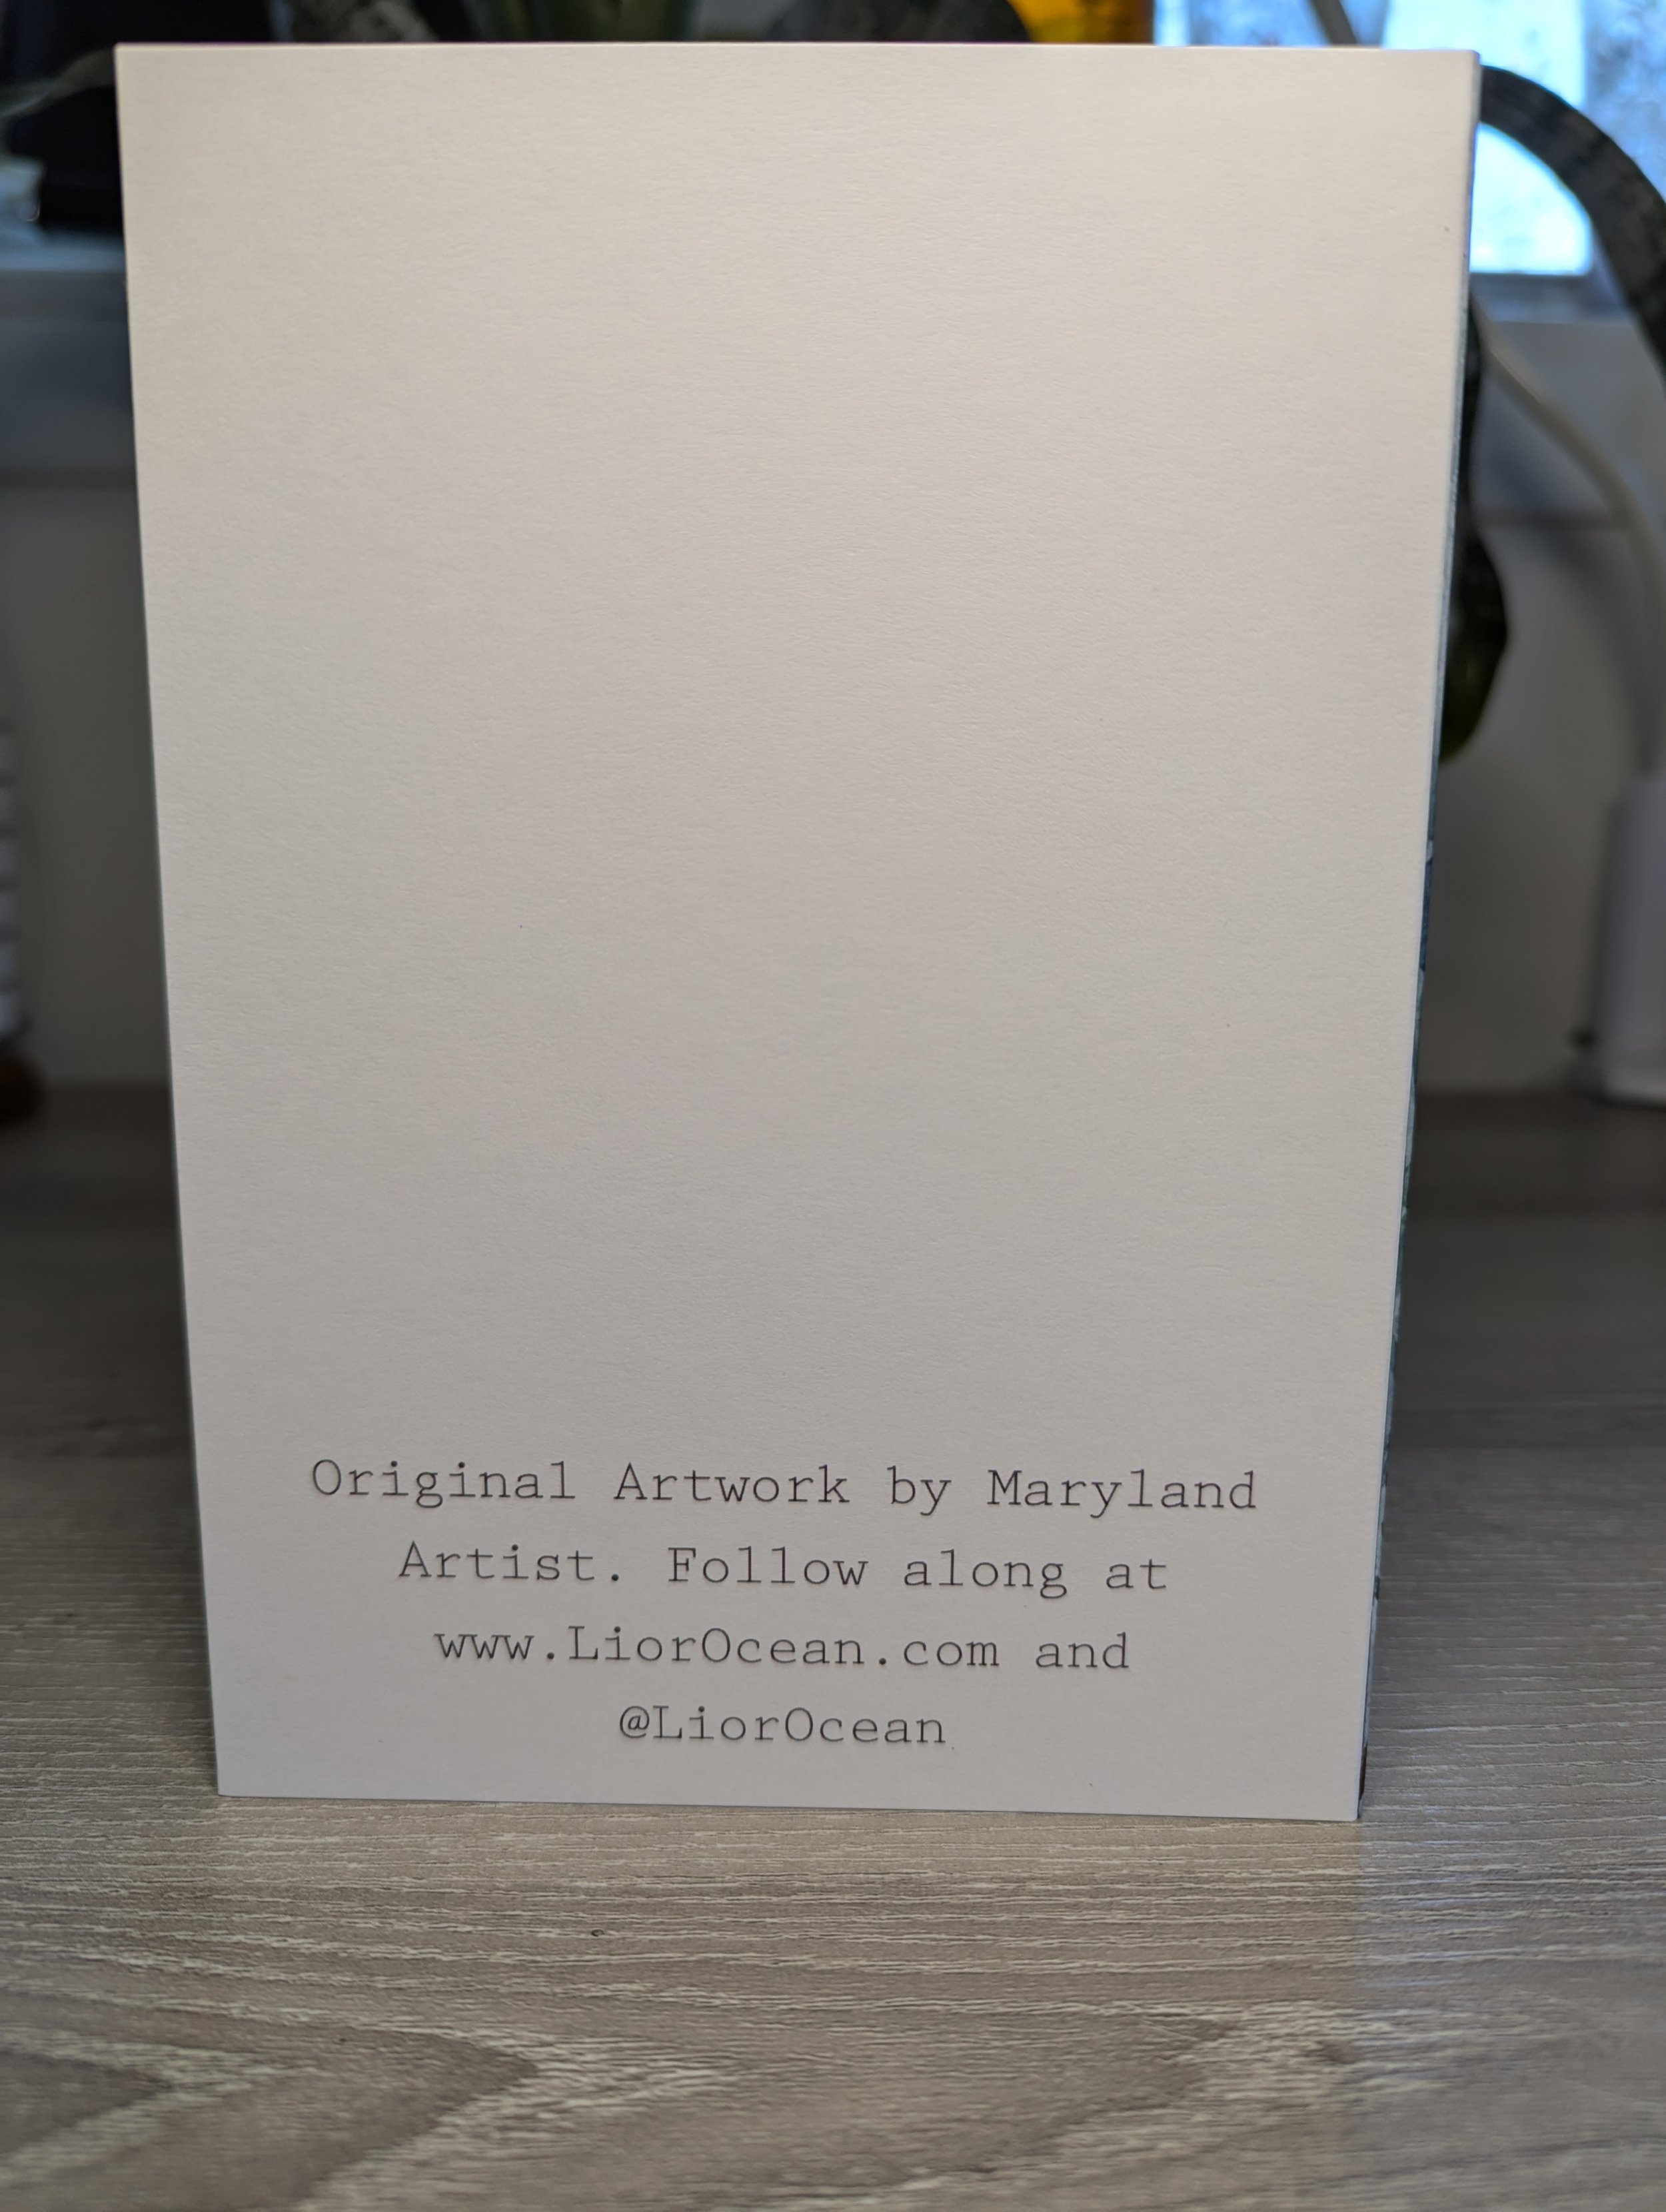 Original Artwork by Maryland
Artist. Follow along at
www.LiorOcean.com and
@LiorOcean